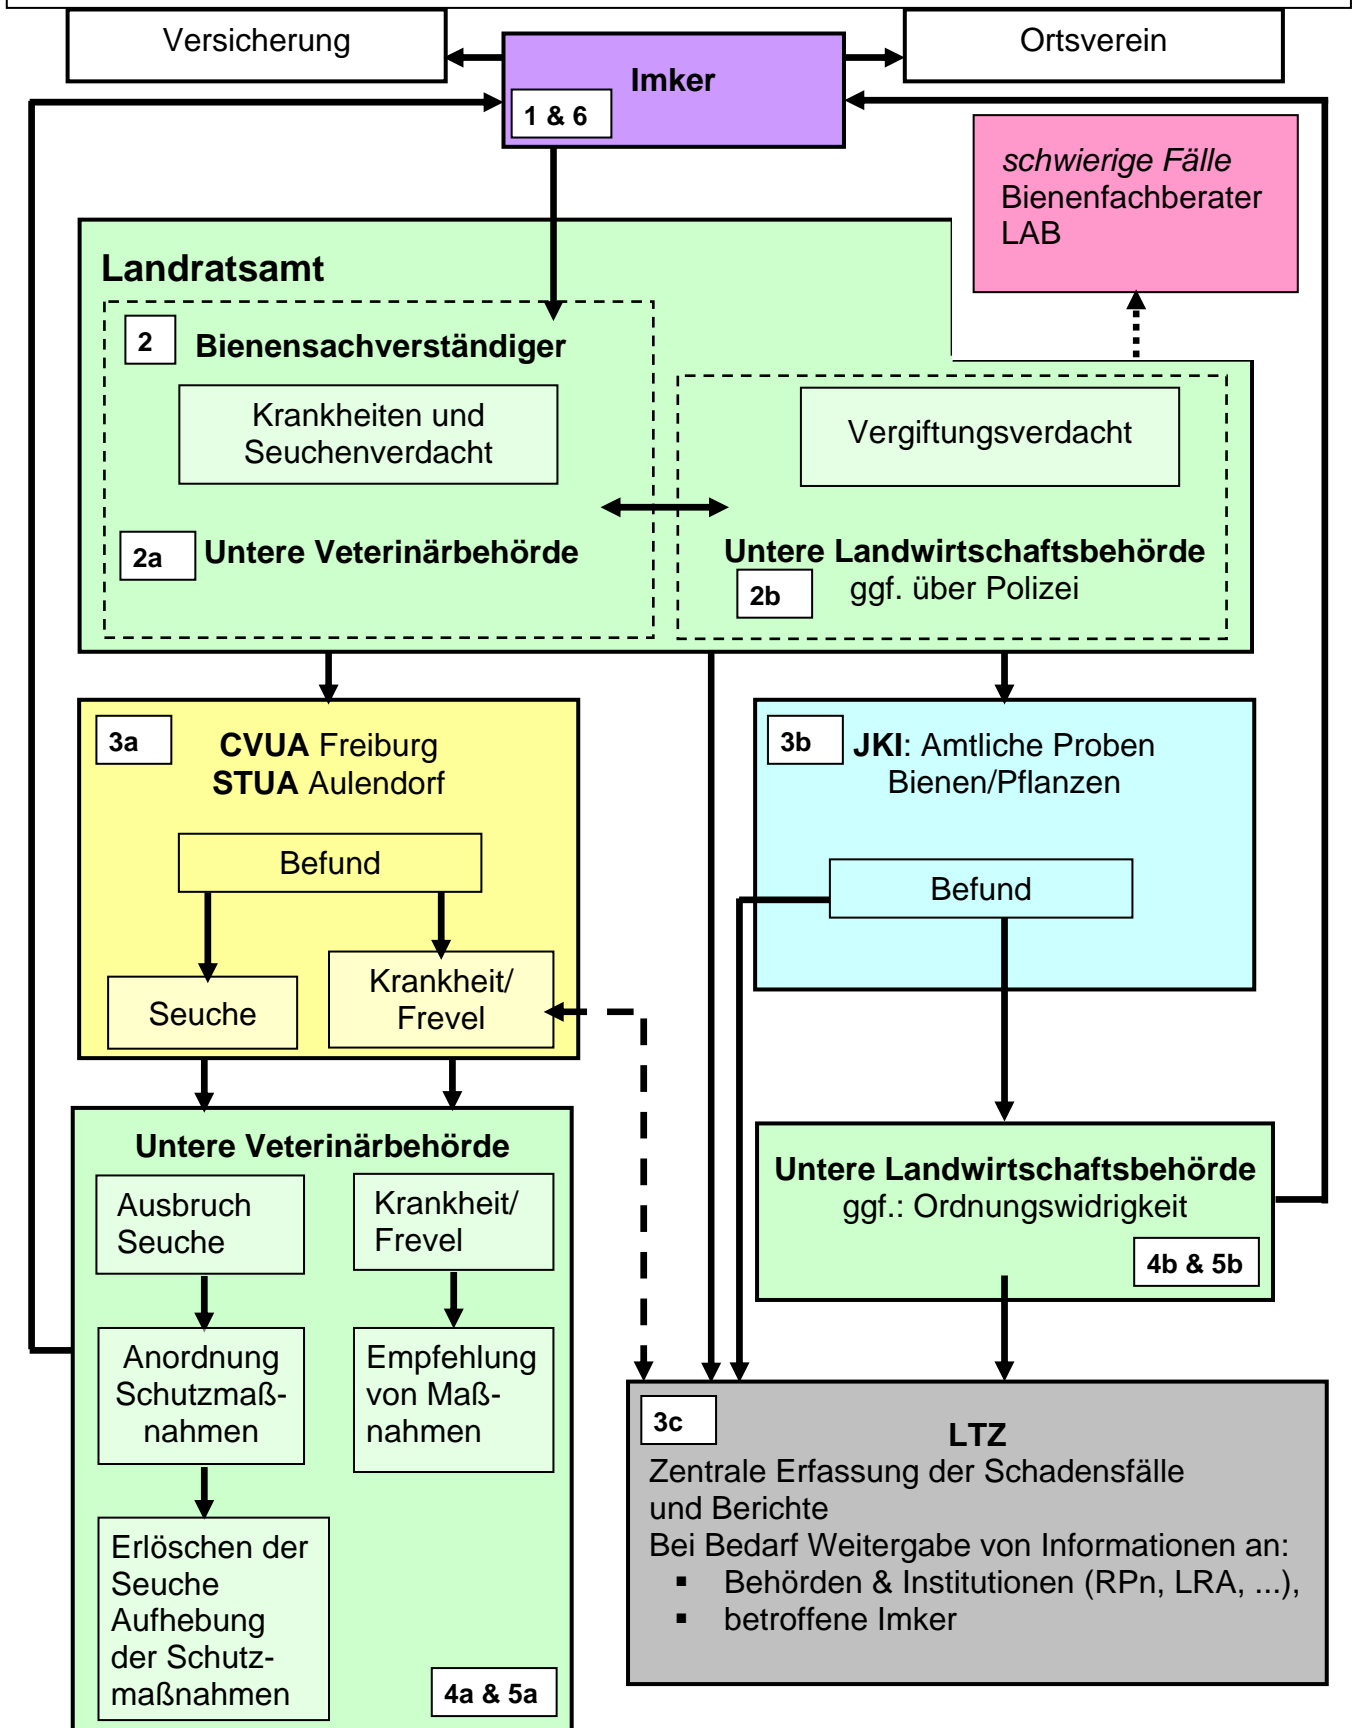 Versicherung
Ortsverein
Imker
1 & 6
schwierige Fälle
Bienenfachberater
LAB
Landratsamt
2
Bienensachverständiger
Krankheiten und
Seuchenverdacht
Vergiftungsverdacht
2a
Untere Veterinärbehörde
Untere Landwirtschaftsbehörde
2b
ggf. über Polizei
3a
CVUA Freiburg
STUA Aulendorf
Befund
Seuche
Krankheit/
Frevel
3b
JKI: Amtliche Proben
Bienen/Pflanzen
Befund
Untere Veterinärbehörde
Ausbruch
Seuche
Krankheit/
Frevel
Anordnung
Schutzmaß-
nahmen
Empfehlung
von Maß-
nahmen
Erlöschen der
Seuche
Aufhebung
der Schutz-
maßnahmen
4a & 5a
Untere Landwirtschaftsbehörde
ggf.: Ordnungswidrigkeit
4b & 5b
3c
LTZ
Zentrale Erfassung der Schadensfälle
und Berichte
Bei Bedarf Weitergabe von Informationen an:
▪ Behörden & Institutionen (RPn, LRA, ...),
▪ betroffene Imker